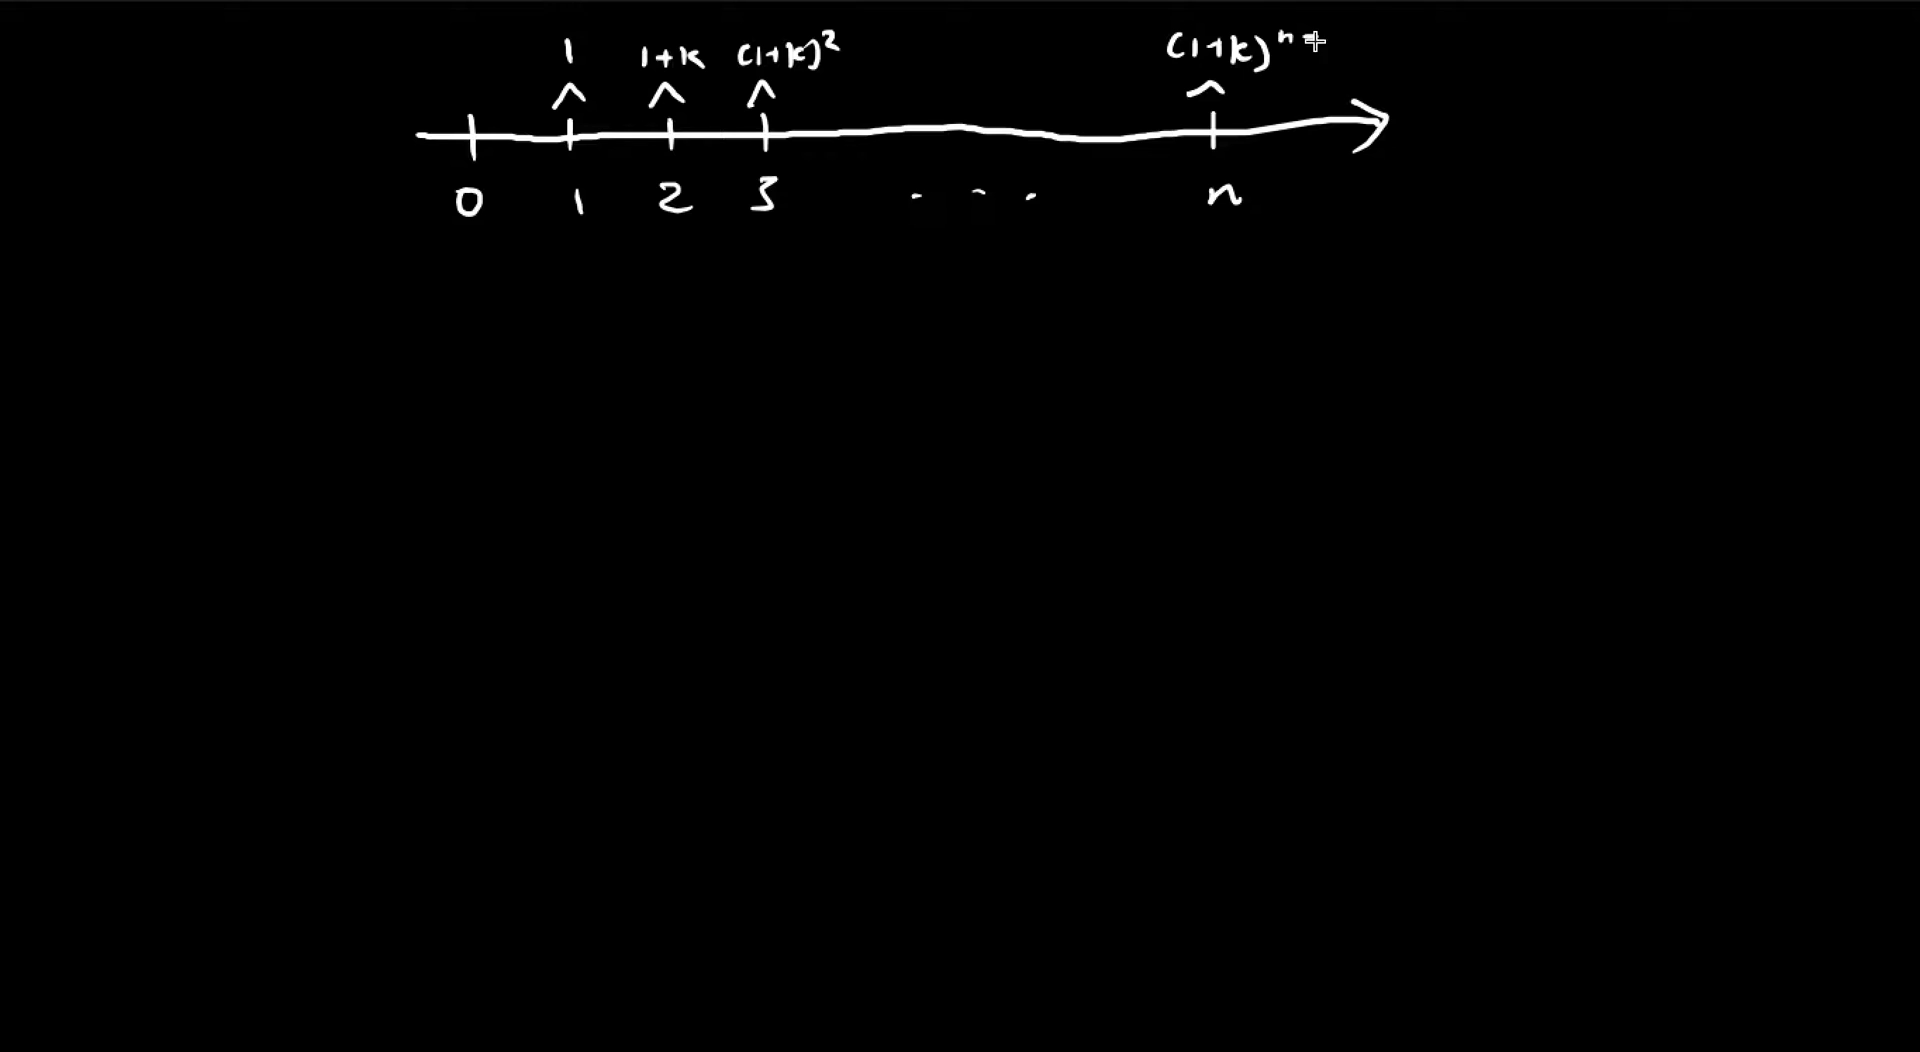 1 1+k (1+k)² (1+k)ⁿ
0 1 2 3 . . . n